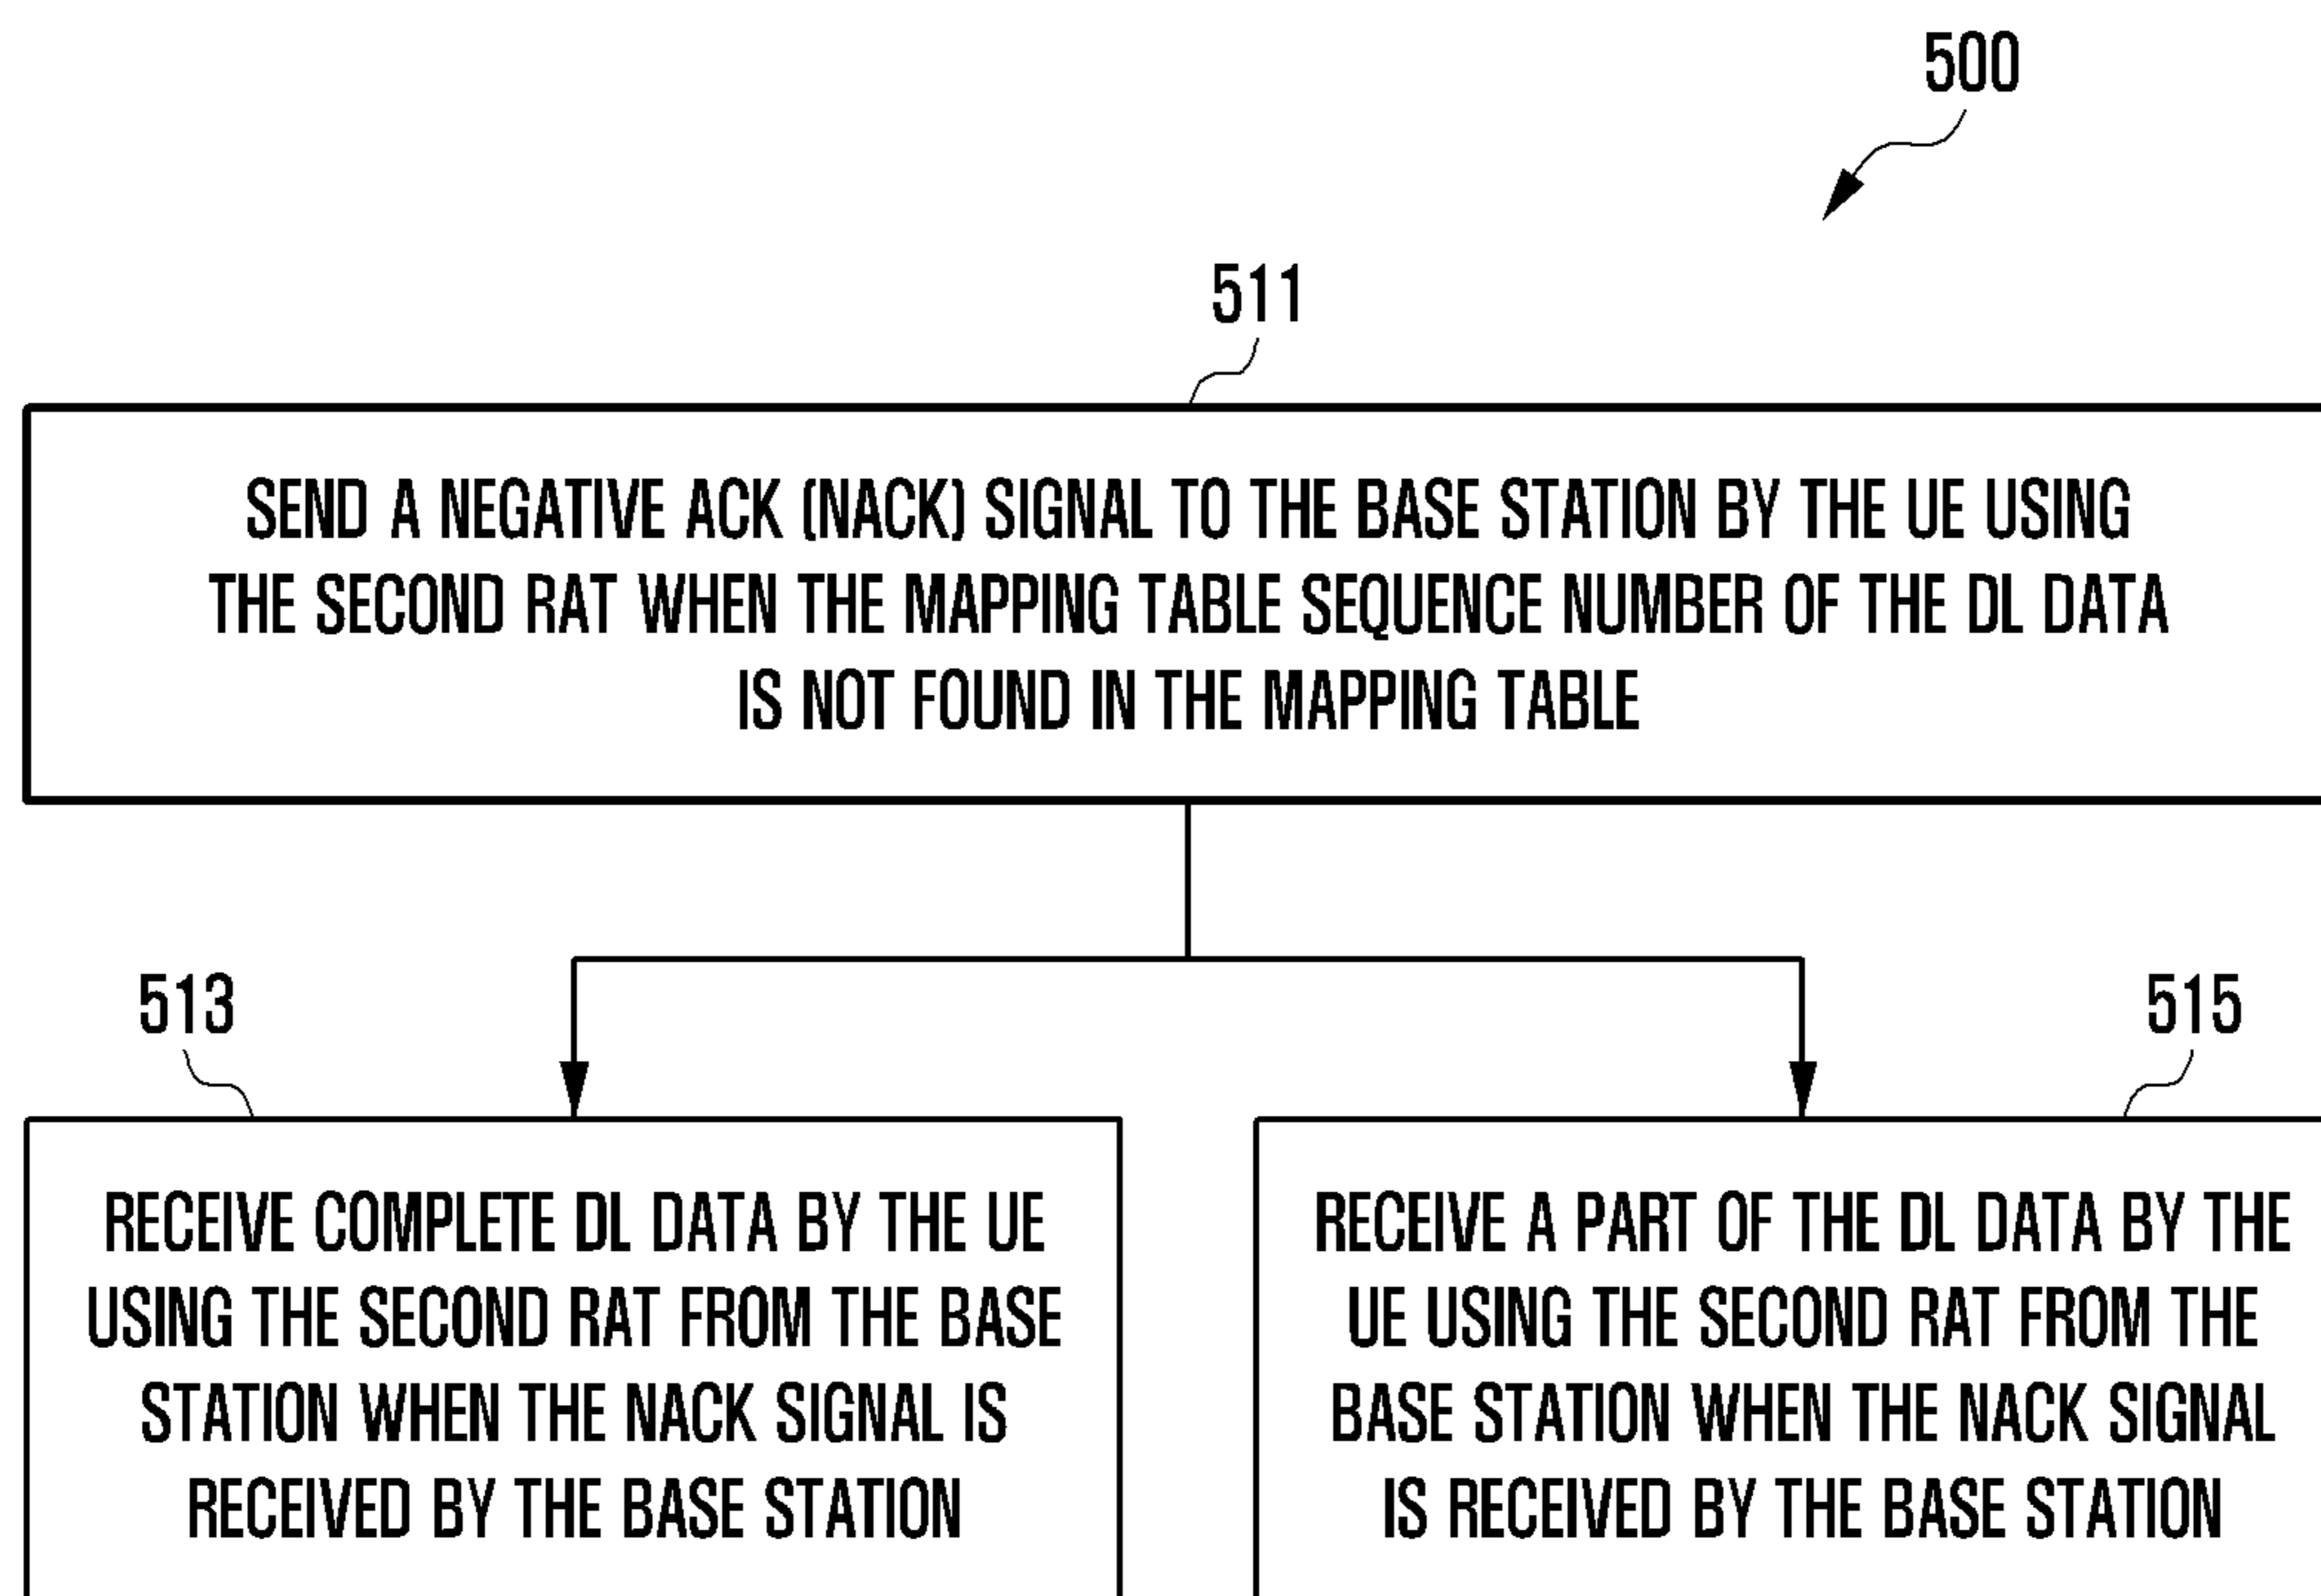 500
511
SEND A NEGATIVE ACK (NACK) SIGNAL TO THE BASE STATION BY THE UE USING
THE SECOND RAT WHEN THE MAPPING TABLE SEQUENCE NUMBER OF THE DL DATA
IS NOT FOUND IN THE MAPPING TABLE
513
RECEIVE COMPLETE DL DATA BY THE UE
USING THE SECOND RAT FROM THE BASE
STATION WHEN THE NACK SIGNAL IS
RECEIVED BY THE BASE STATION
515
RECEIVE A PART OF THE DL DATA BY THE
UE USING THE SECOND RAT FROM THE
BASE STATION WHEN THE NACK SIGNAL
IS RECEIVED BY THE BASE STATION